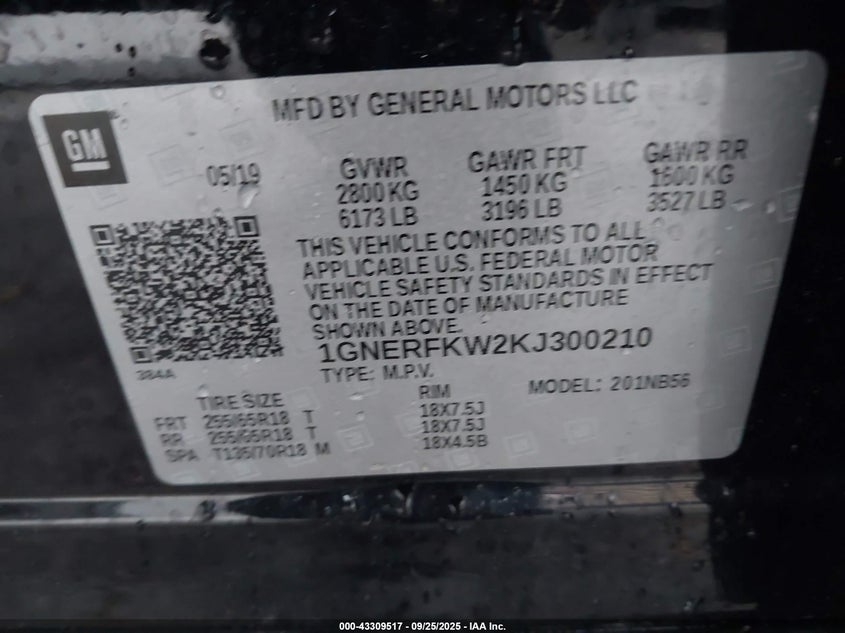 MFD BY GENERAL MOTORS LLC
GM
05/19
GVWR GAWR FRT GAWR RR
2800 KG 1450 KG 1600 KG
6173 LB 3196 LB 3527 LB
THIS VEHICLE CONFORMS TO ALL
APPLICABLE U.S. FEDERAL MOTOR
VEHICLE SAFETY STANDARDS IN EFFECT
ON THE DATE OF MANUFACTURE
SHOWN ABOVE.
1GNERFKW2KJ300210
384A
TYPE: M.P.V. MODEL: 201NB56
TIRE SIZE RIM
FRT 255/65R18 T 18X7.5J
RR 255/65R18 T 18X7.5J
SPA T135/70R18 M 18X4.5B
000-43309517 - 09/25/2025 - IAA Inc.